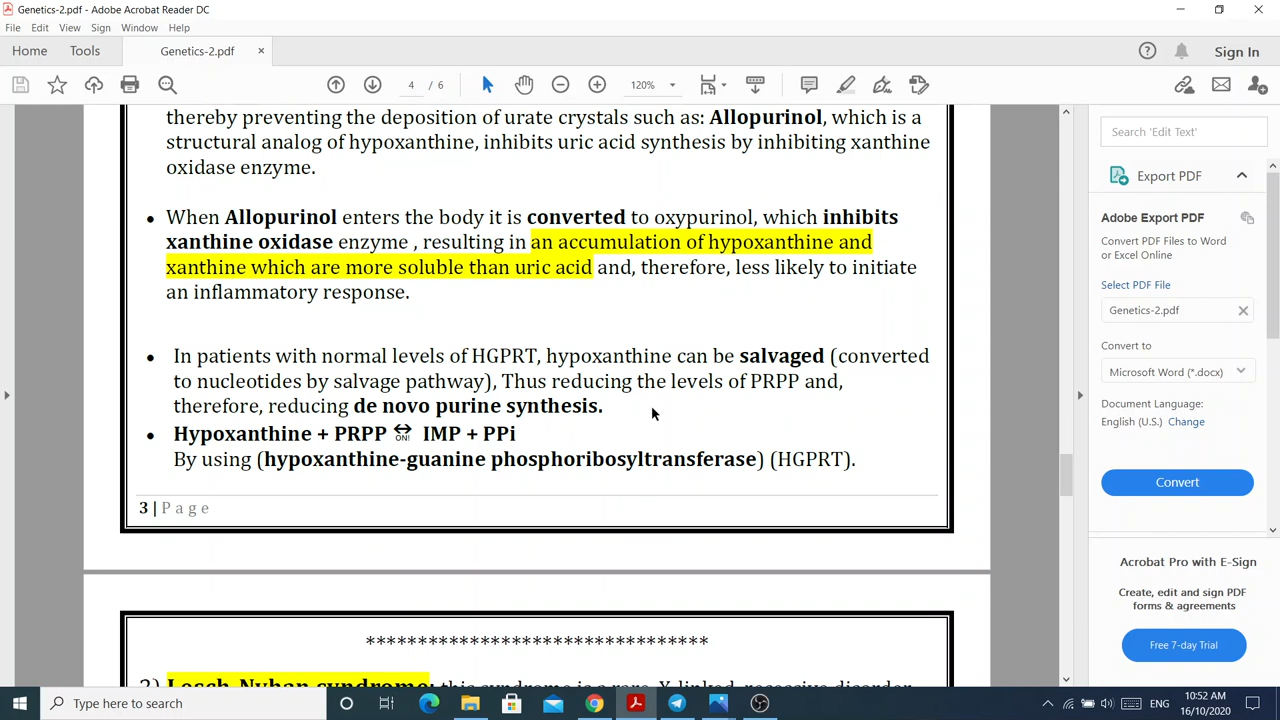 Genetics-2.pdf - Adobe Acrobat Reader DC
File Edit View Sign Window Help
Home Tools Genetics-2.pdf × Sign In
4 / 6 120%
thereby preventing the deposition of urate crystals such as: Allopurinol, which is a
structural analog of hypoxanthine, inhibits uric acid synthesis by inhibiting xanthine
oxidase enzyme.
• When Allopurinol enters the body it is converted to oxypurinol, which inhibits
xanthine oxidase enzyme , resulting in an accumulation of hypoxanthine and
xanthine which are more soluble than uric acid and, therefore, less likely to initiate
an inflammatory response.
• In patients with normal levels of HGPRT, hypoxanthine can be salvaged (converted
to nucleotides by salvage pathway), Thus reducing the levels of PRPP and,
therefore, reducing de novo purine synthesis.
• Hypoxanthine + PRPP ⇔ ON! IMP + PPi
By using (hypoxanthine-guanine phosphoribosyltransferase) (HGPRT).
3 | Page
********************************
2) Lesch-Nyhan syndrome: this syndrome is a rare, X-linked, recessive disorder
Search 'Edit Text'
Export PDF
Adobe Export PDF
Convert PDF Files to Word
or Excel Online
Select PDF File
Genetics-2.pdf
Convert to
Microsoft Word (*.docx)
Document Language:
English (U.S.) Change
Convert
Acrobat Pro with E-Sign
Create, edit and sign PDF
forms & agreements
Free 7-day Trial
Type here to search
ENG
10:52 AM
16/10/2020